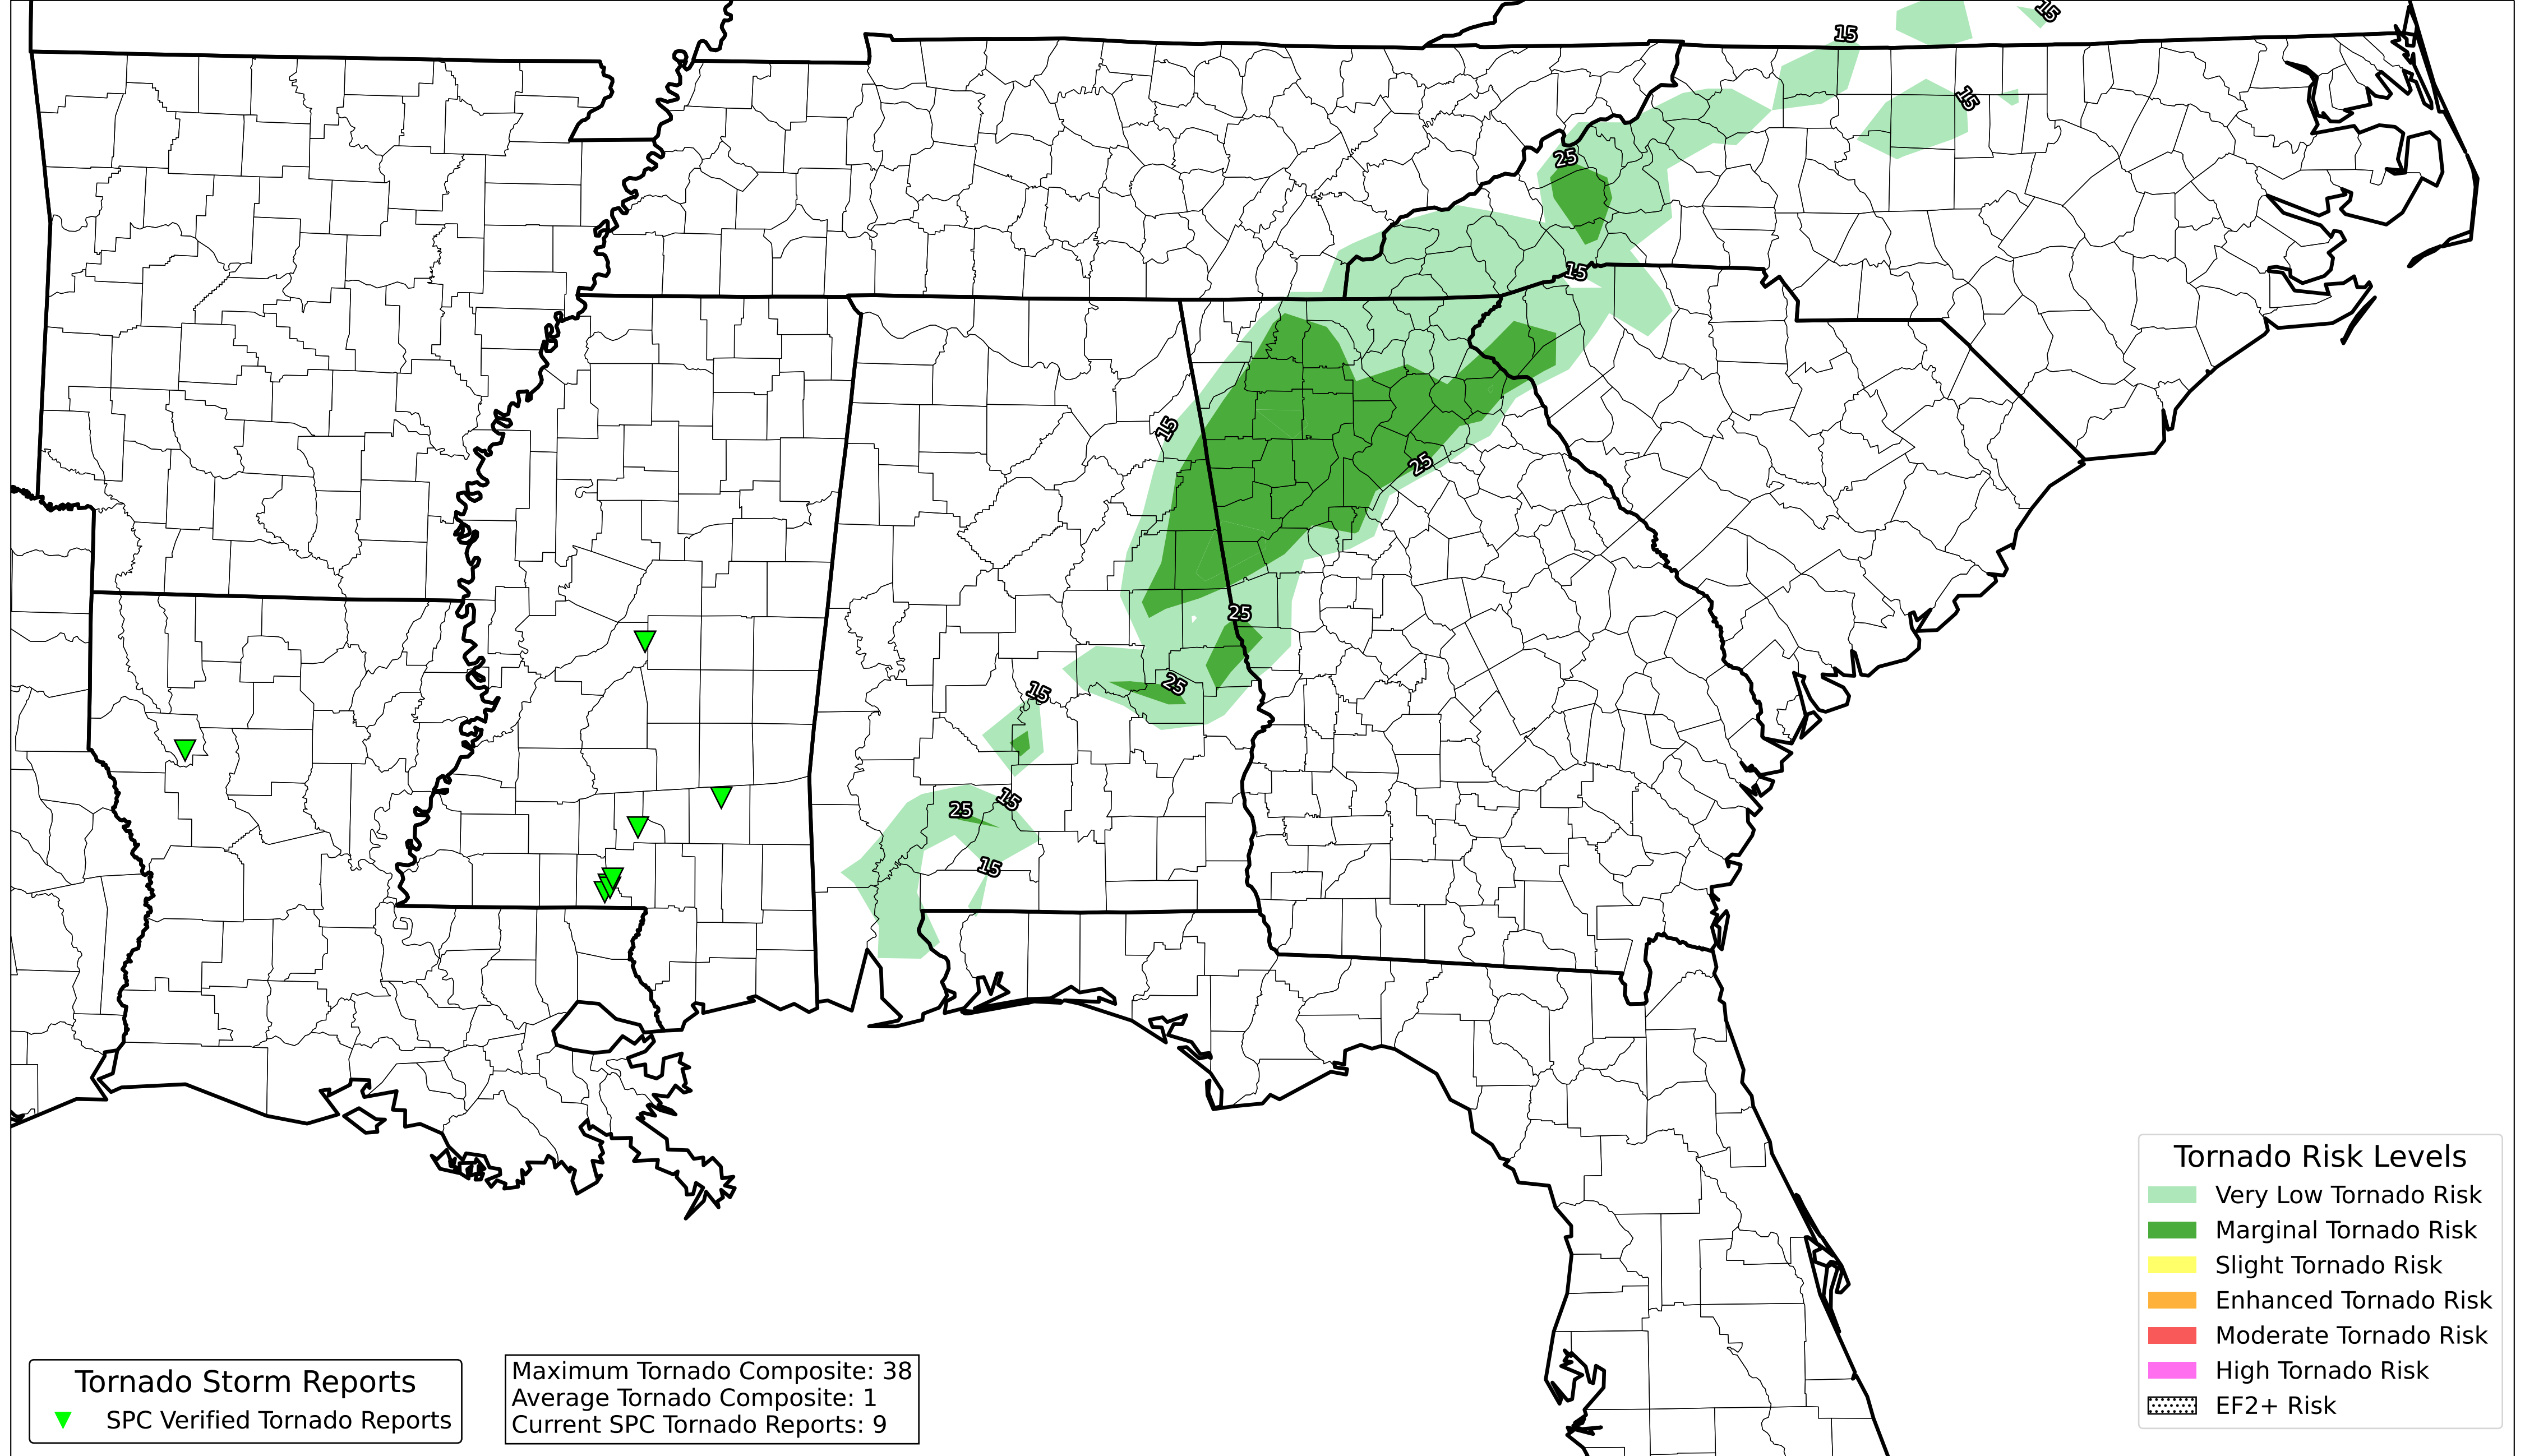 15
15
15
25
15
15
25
25
15
25
15
25
15
Tornado Risk Levels
Very Low Tornado Risk
Marginal Tornado Risk
Slight Tornado Risk
Enhanced Tornado Risk
Moderate Tornado Risk
High Tornado Risk
EF2+ Risk
Tornado Storm Reports
SPC Verified Tornado Reports
Maximum Tornado Composite: 38
Average Tornado Composite: 1
Current SPC Tornado Reports: 9